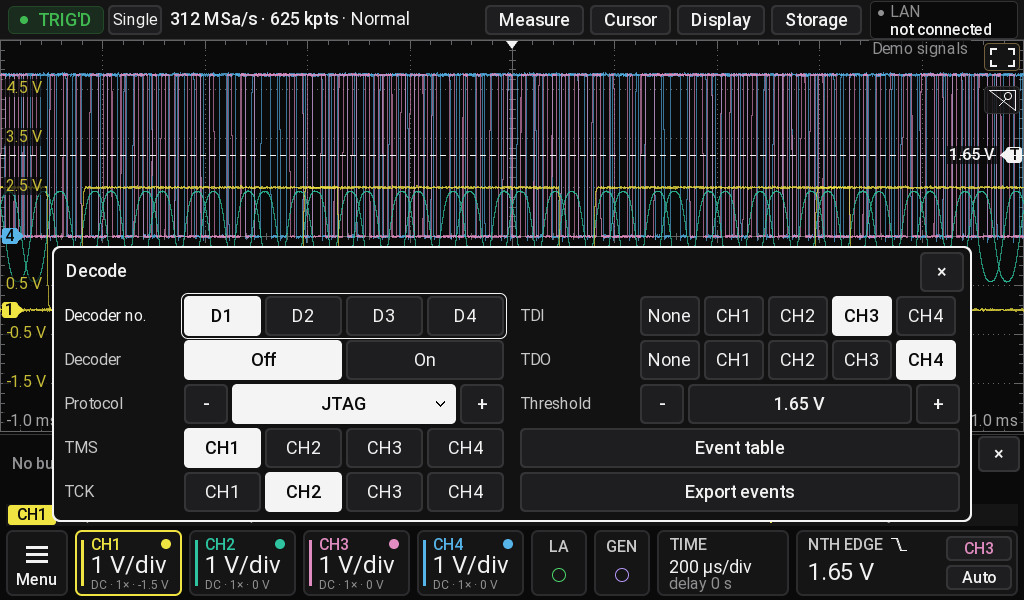 TRIG'D Single 312 MSa/s · 625 kpts · Normal Measure Cursor Display Storage LAN
not connected
Demo signals
4.5 V
3.5 V
1.65 V T
2.5 V
4
0.5 V
1
-0.5 V
-1.5 V
-1.0 ms 1.0 ms
Decode ×
Decoder no. D1 D2 D3 D4 TDI None CH1 CH2 CH3 CH4
Decoder Off On TDO None CH1 CH2 CH3 CH4
Protocol - JTAG + Threshold - 1.65 V +
TMS CH1 CH2 CH3 CH4 Event table
TCK CH1 CH2 CH3 CH4 Export events
No bu ×
CH1
Menu
CH1 1 V/div DC · 1× · -1.5 V
CH2 1 V/div DC · 1× · 0 V
CH3 1 V/div DC · 1× · 0 V
CH4 1 V/div DC · 1× · 0 V
LA
GEN
TIME
200 µs/div
delay 0 s
NTH EDGE CH3
1.65 V Auto